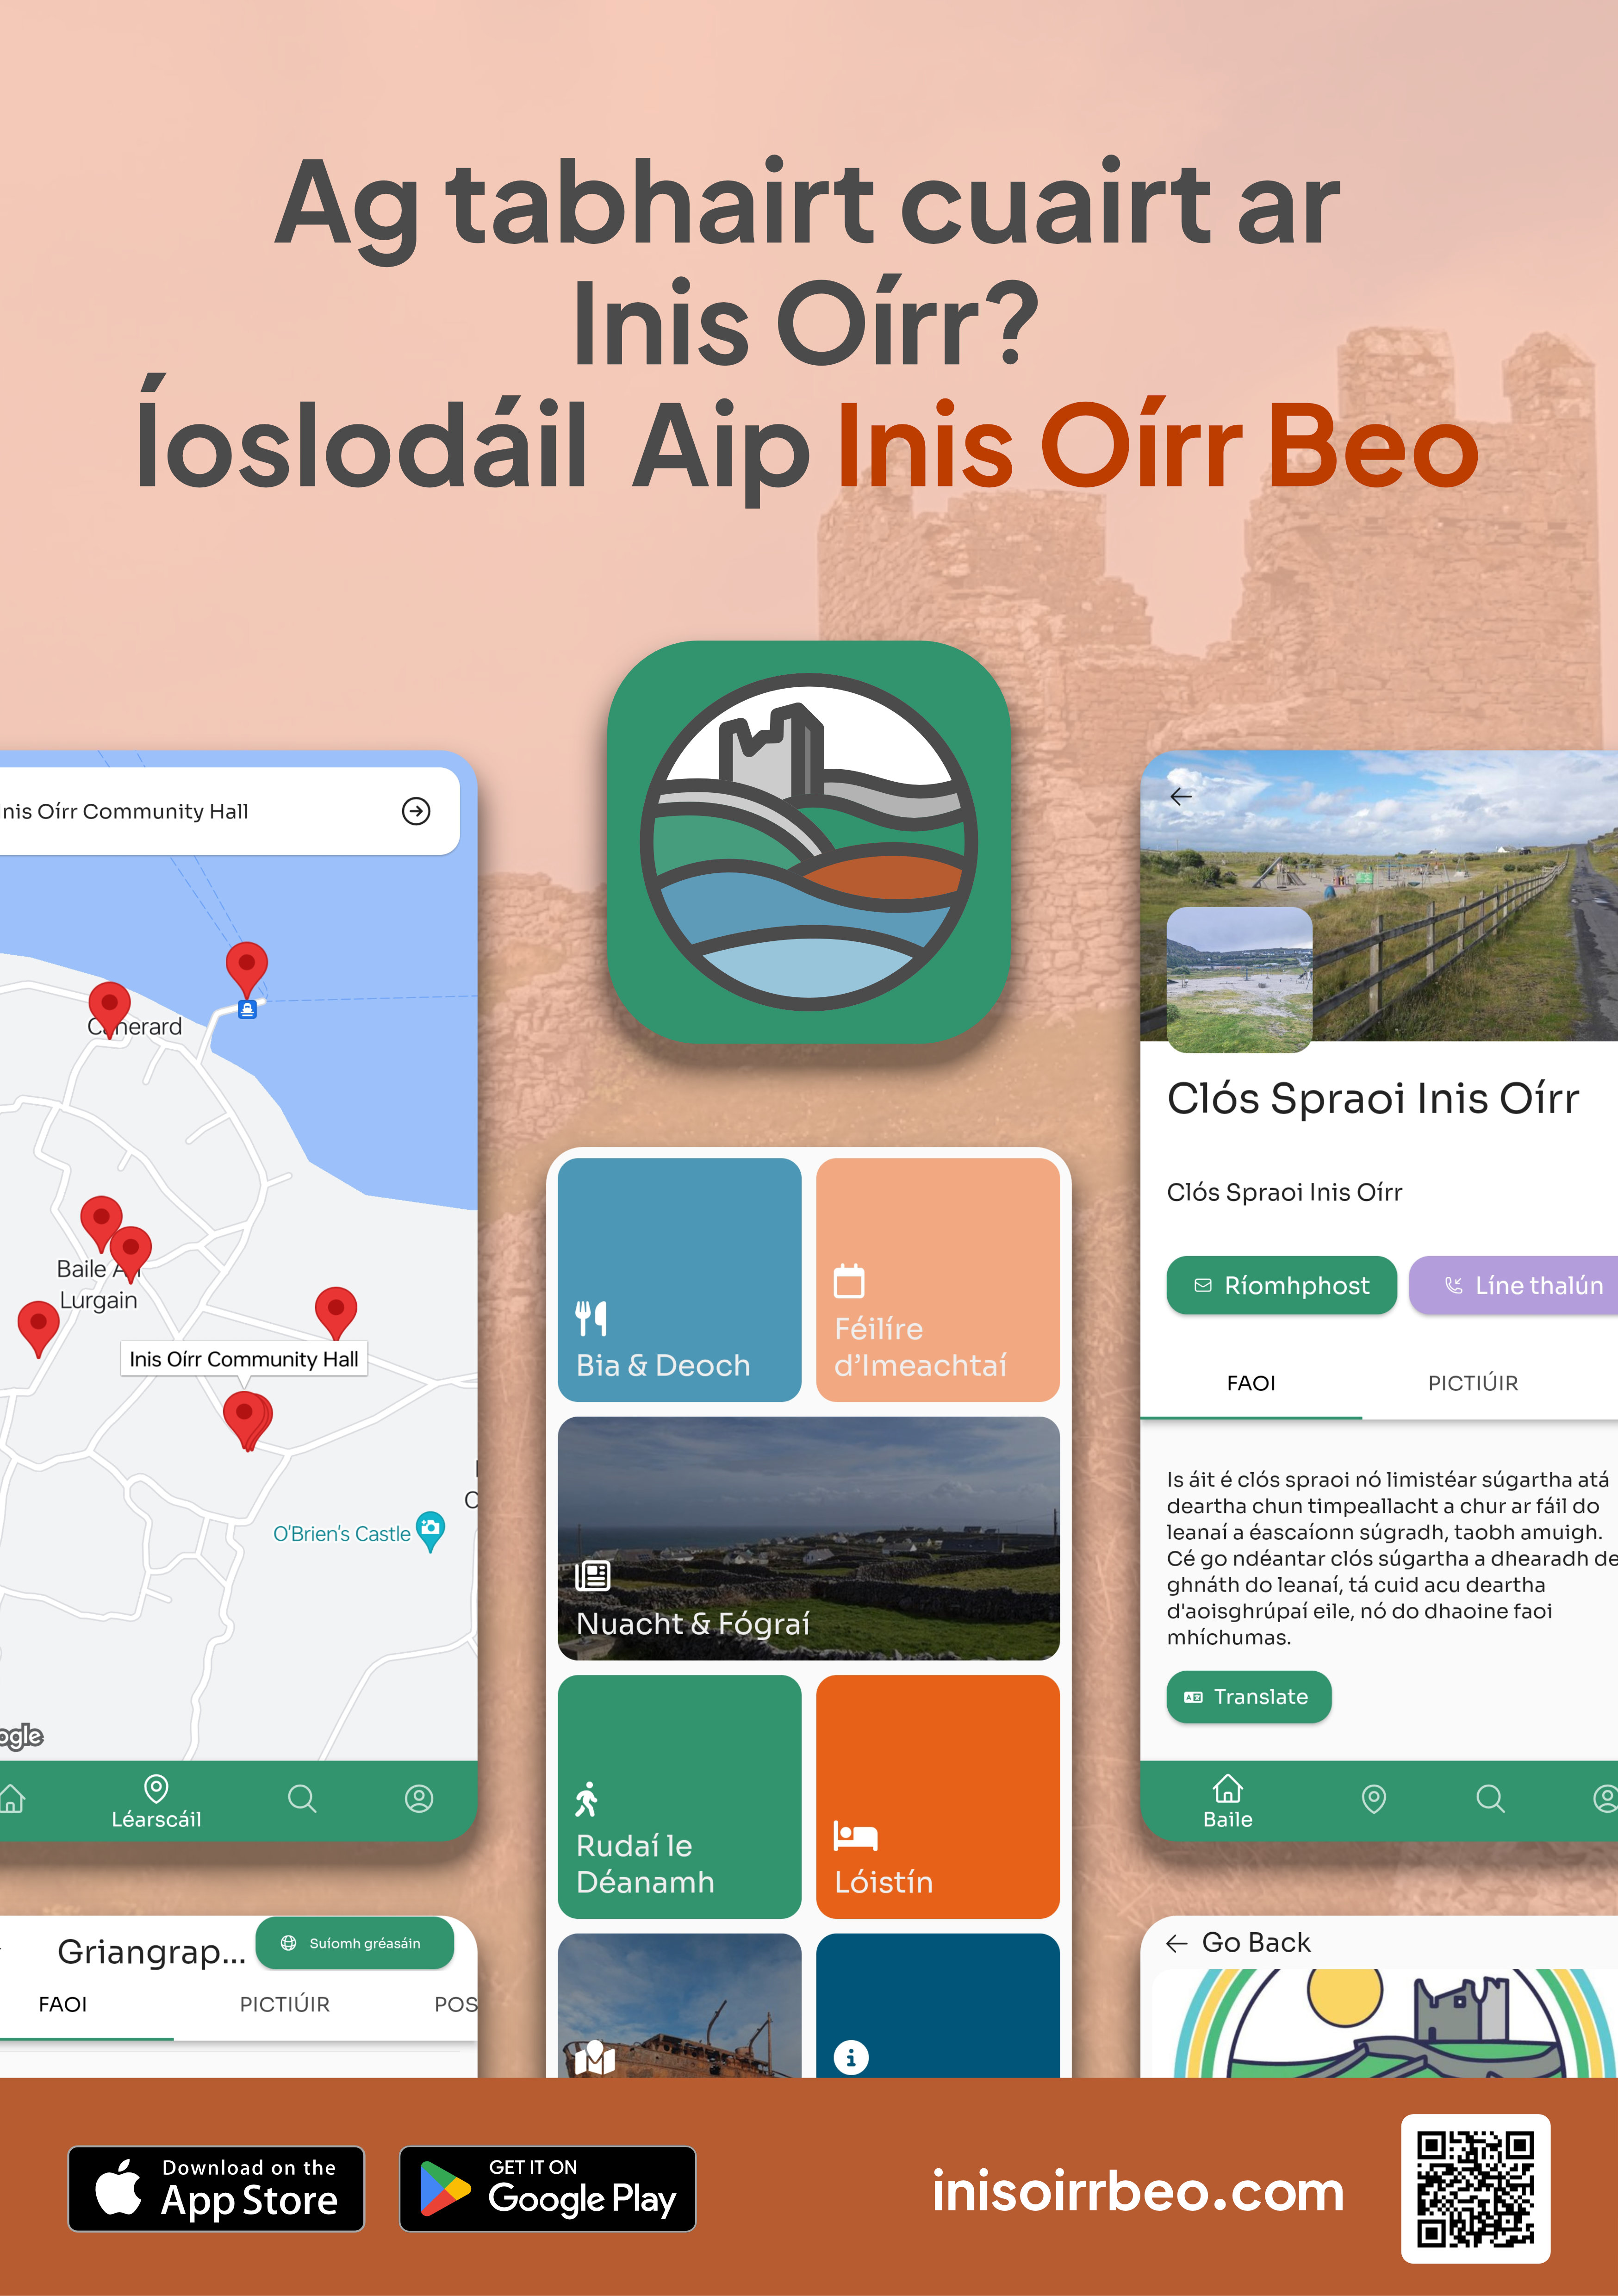 Ag tabhairt cuairt ar
Inis Oírr?
Íoslodáil Aip Inis Oírr Beo
nis Oírr Community Hall
Baile
Lurgain
Inis Oírr Community Hall
O'Brien's Castle
ogle
Léarscáil
Griangrap...
Suíomh gréasáin
FAOI
PICTIÚIR
POS
Bia & Deoch
Féilíre
d'Imeachtaí
Nuacht & Fógraí
Rudaí le
Déanamh
Lóistín
Clós Spraoi Inis Oírr
Clós Spraoi Inis Oírr
Ríomhphost
Líne thalún
FAOI
PICTIÚIR
Is áit é clós spraoi nó limistéar súgartha atá
deartha chun timpeallacht a chur ar fáil do
leanaí a éascaíonn súgradh, taobh amuigh.
Cé go ndéantar clós súgartha a dhearadh de
ghnáth do leanaí, tá cuid acu deartha
d'aoisghrúpaí eile, nó do dhaoine faoi
mhíchumas.
Translate
Baile
Go Back
Download on the
App Store
GET IT ON
Google Play
inisoirrbeo.com